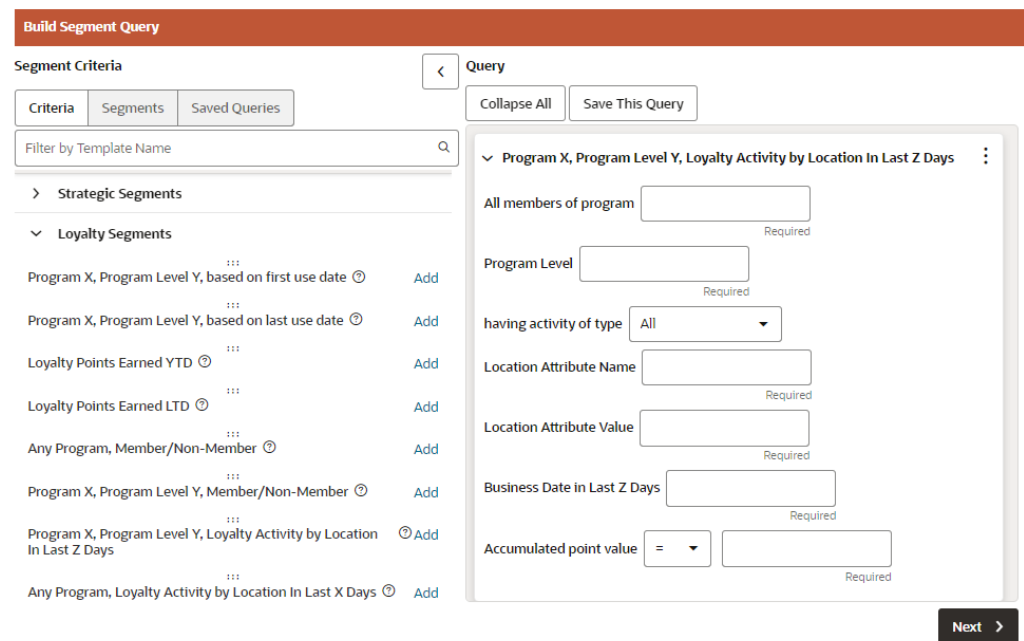 Build Segment Query
Segment Criteria
Criteria
Segments
Saved Queries
Filter by Template Name
Strategic Segments
Loyalty Segments
Program X, Program Level Y, based on first use date
Add
Program X, Program Level Y, based on last use date
Add
Loyalty Points Earned YTD
Add
Loyalty Points Earned LTD
Add
Any Program, Member/Non-Member
Add
Program X, Program Level Y, Member/Non-Member
Add
Program X, Program Level Y, Loyalty Activity by Location
In Last Z Days
Add
Any Program, Loyalty Activity by Location In Last X Days
Add
Query
Collapse All
Save This Query
Program X, Program Level Y, Loyalty Activity by Location In Last Z Days
All members of program
Required
Program Level
Required
having activity of type
All
Location Attribute Name
Required
Location Attribute Value
Required
Business Date in Last Z Days
Required
Accumulated point value
=
Required
Next